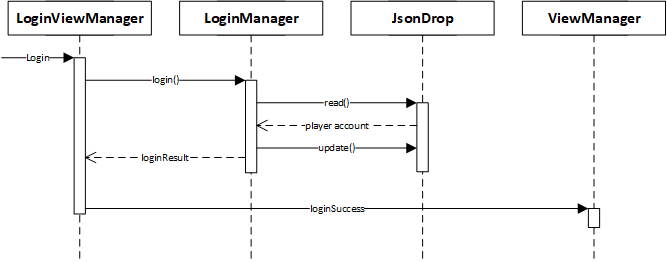 LoginViewManager
LoginManager
JsonDrop
ViewManager
Login
login()
read()
player account
update()
loginResult
loginSuccess